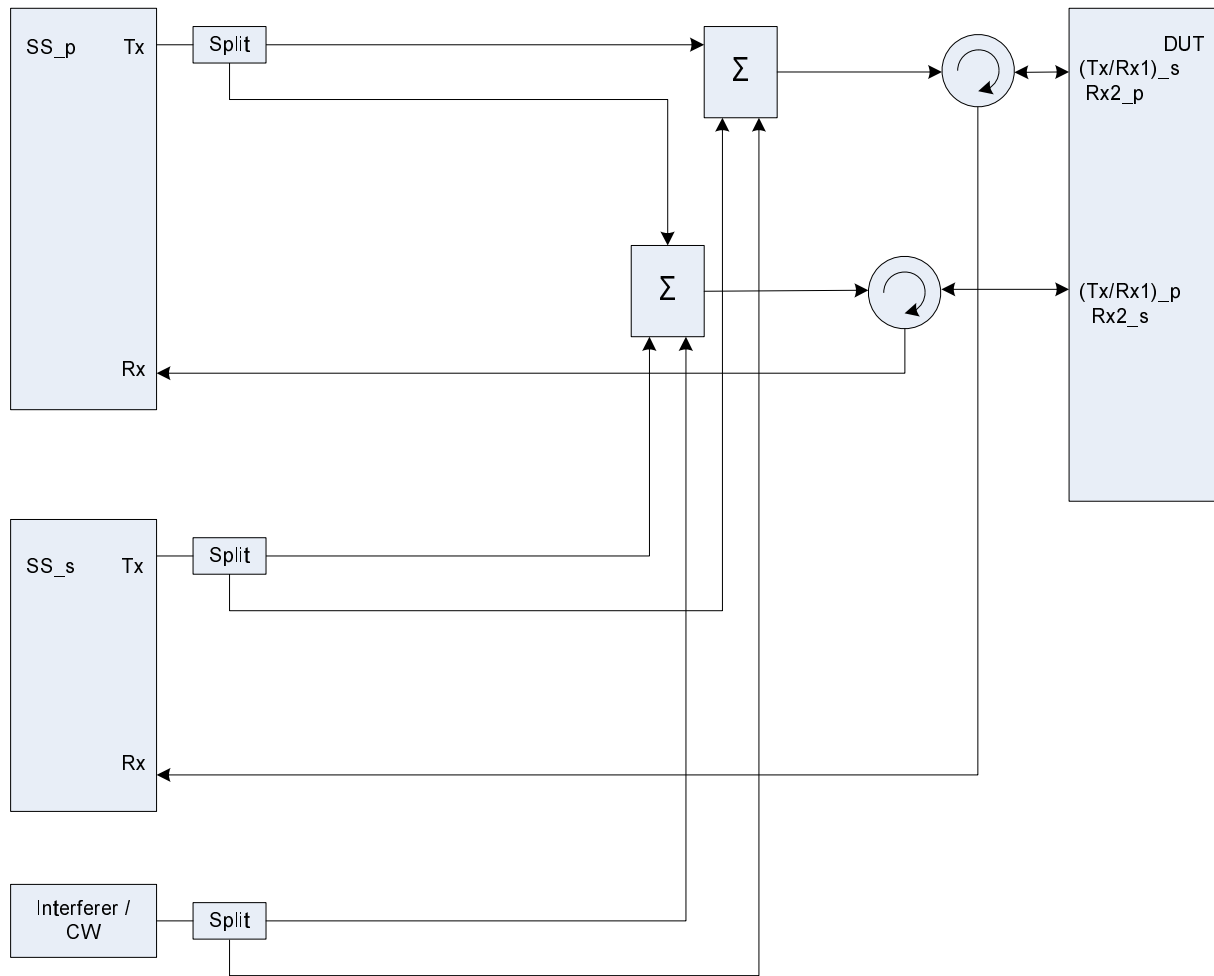 SS_p Tx
Split
Σ
DUT
(Tx/Rx1)_s
Rx2_p
Σ
(Tx/Rx1)_p
Rx2_s
Rx
SS_s Tx
Split
Rx
Interferer /
CW
Split